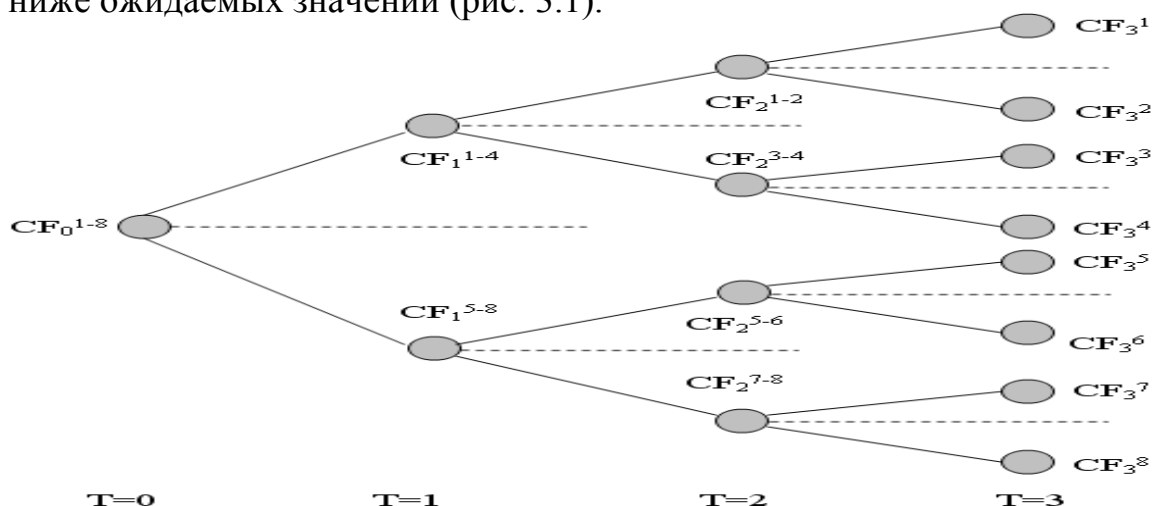 ниже ожидаемых значений (рис. 3.1).
CF₃¹
CF₂¹⁻²
CF₃²
CF₁¹⁻⁴
CF₂³⁻⁴
CF₃³
CF₀¹⁻⁸
CF₃⁴
CF₃⁵
CF₁⁵⁻⁸
CF₂⁵⁻⁶
CF₃⁶
CF₂⁷⁻⁸
CF₃⁷
CF₃⁸
T=0 T=1 T=2 T=3